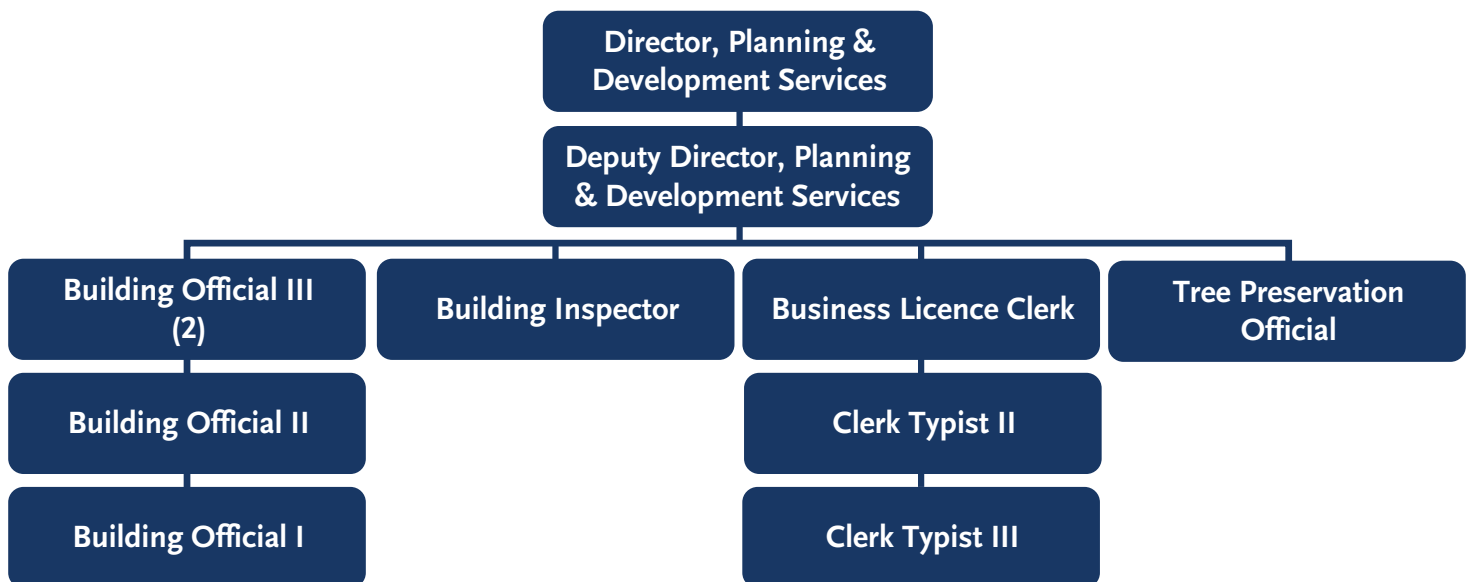 Director, Planning &
Development Services
Deputy Director, Planning
& Development Services
Building Official III
(2)
Building Inspector
Business Licence Clerk
Tree Preservation
Official
Building Official II
Clerk Typist II
Building Official I
Clerk Typist III